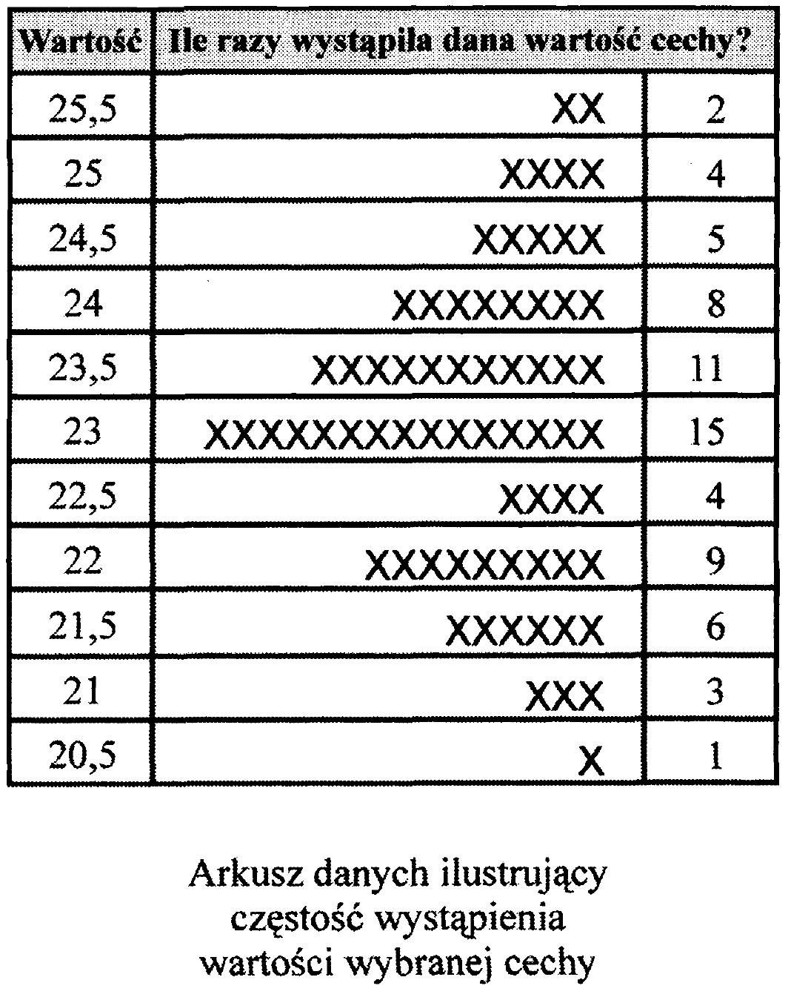 Wartość Ile razy wystąpiła dana wartość cechy?
25,5 XX 2
25 XXXX 4
24,5 XXXXX 5
24 XXXXXXXX 8
23,5 XXXXXXXXXXX 11
23 XXXXXXXXXXXXXXX 15
22,5 XXXX 4
22 XXXXXXXXX 9
21,5 XXXXXX 6
21 XXX 3
20,5 X 1
Arkusz danych ilustrujący
częstość wystąpienia
wartości wybranej cechy